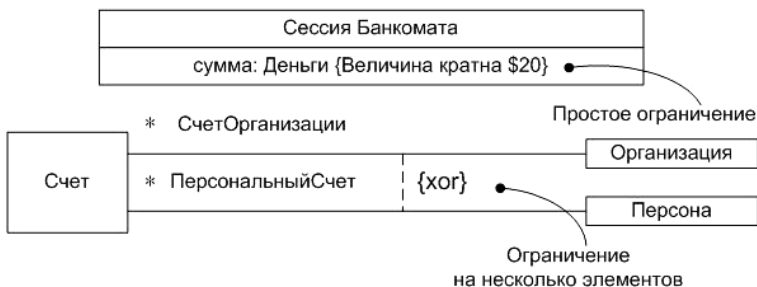 Сессия Банкомата
сумма: Деньги {Величина кратна $20}
Простое ограничение
* СчетОрганизации
Организация
Счет
* ПерсональныйСчет
{xor}
Персона
Ограничение
на несколько элементов